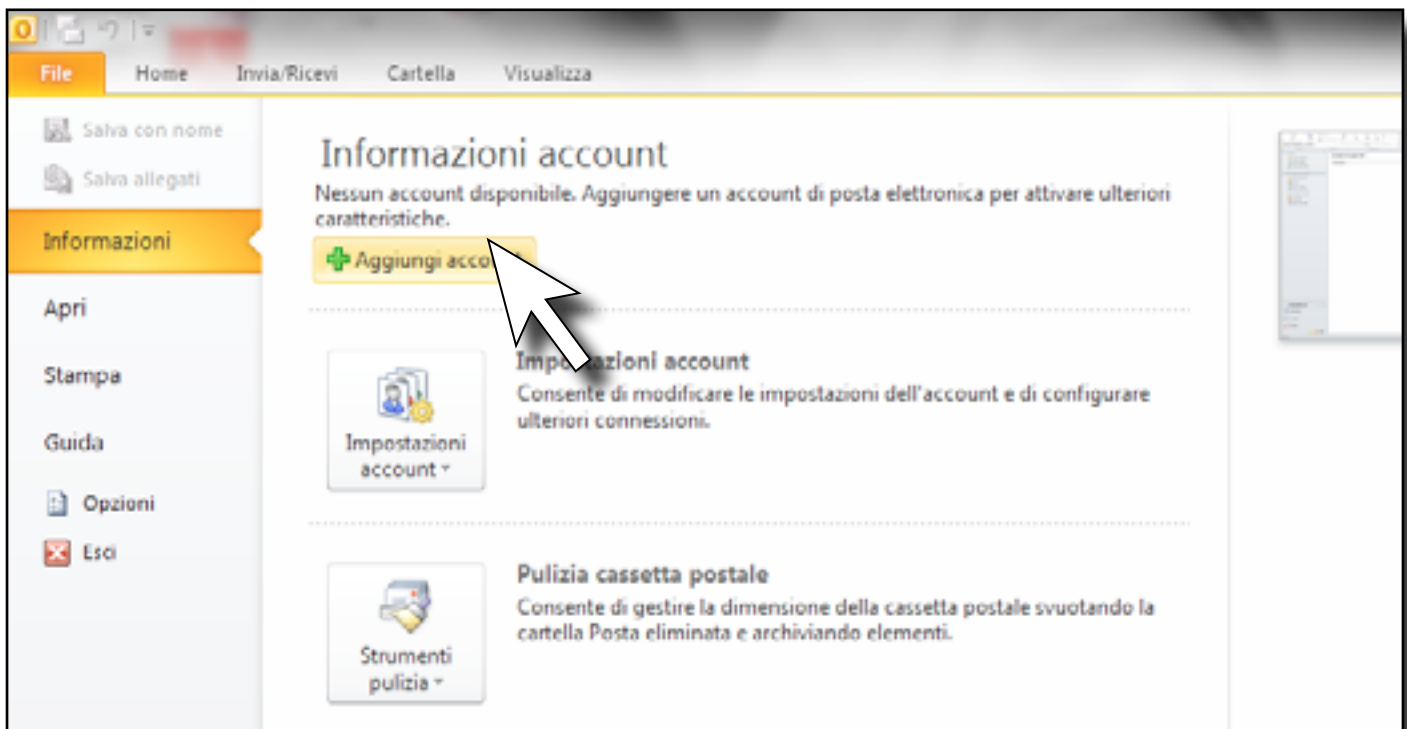 File Home Invia/Ricevi Cartella Visualizza
Salva con nome
Salva allegati
Informazioni
Apri
Stampa
Guida
Opzioni
Esci
Informazioni account
Nessun account disponibile. Aggiungere un account di posta elettronica per attivare ulteriori
caratteristiche.
Aggiungi
Impostazioni
account
Impostazioni account
Consente di modificare le impostazioni dell'account e di configurare
ulteriori connessioni.
Strumenti
pulizia
Pulizia cassetta postale
Consente di gestire la dimensione della cassetta postale svuotando la
cartella Posta eliminata e archiviando elementi.